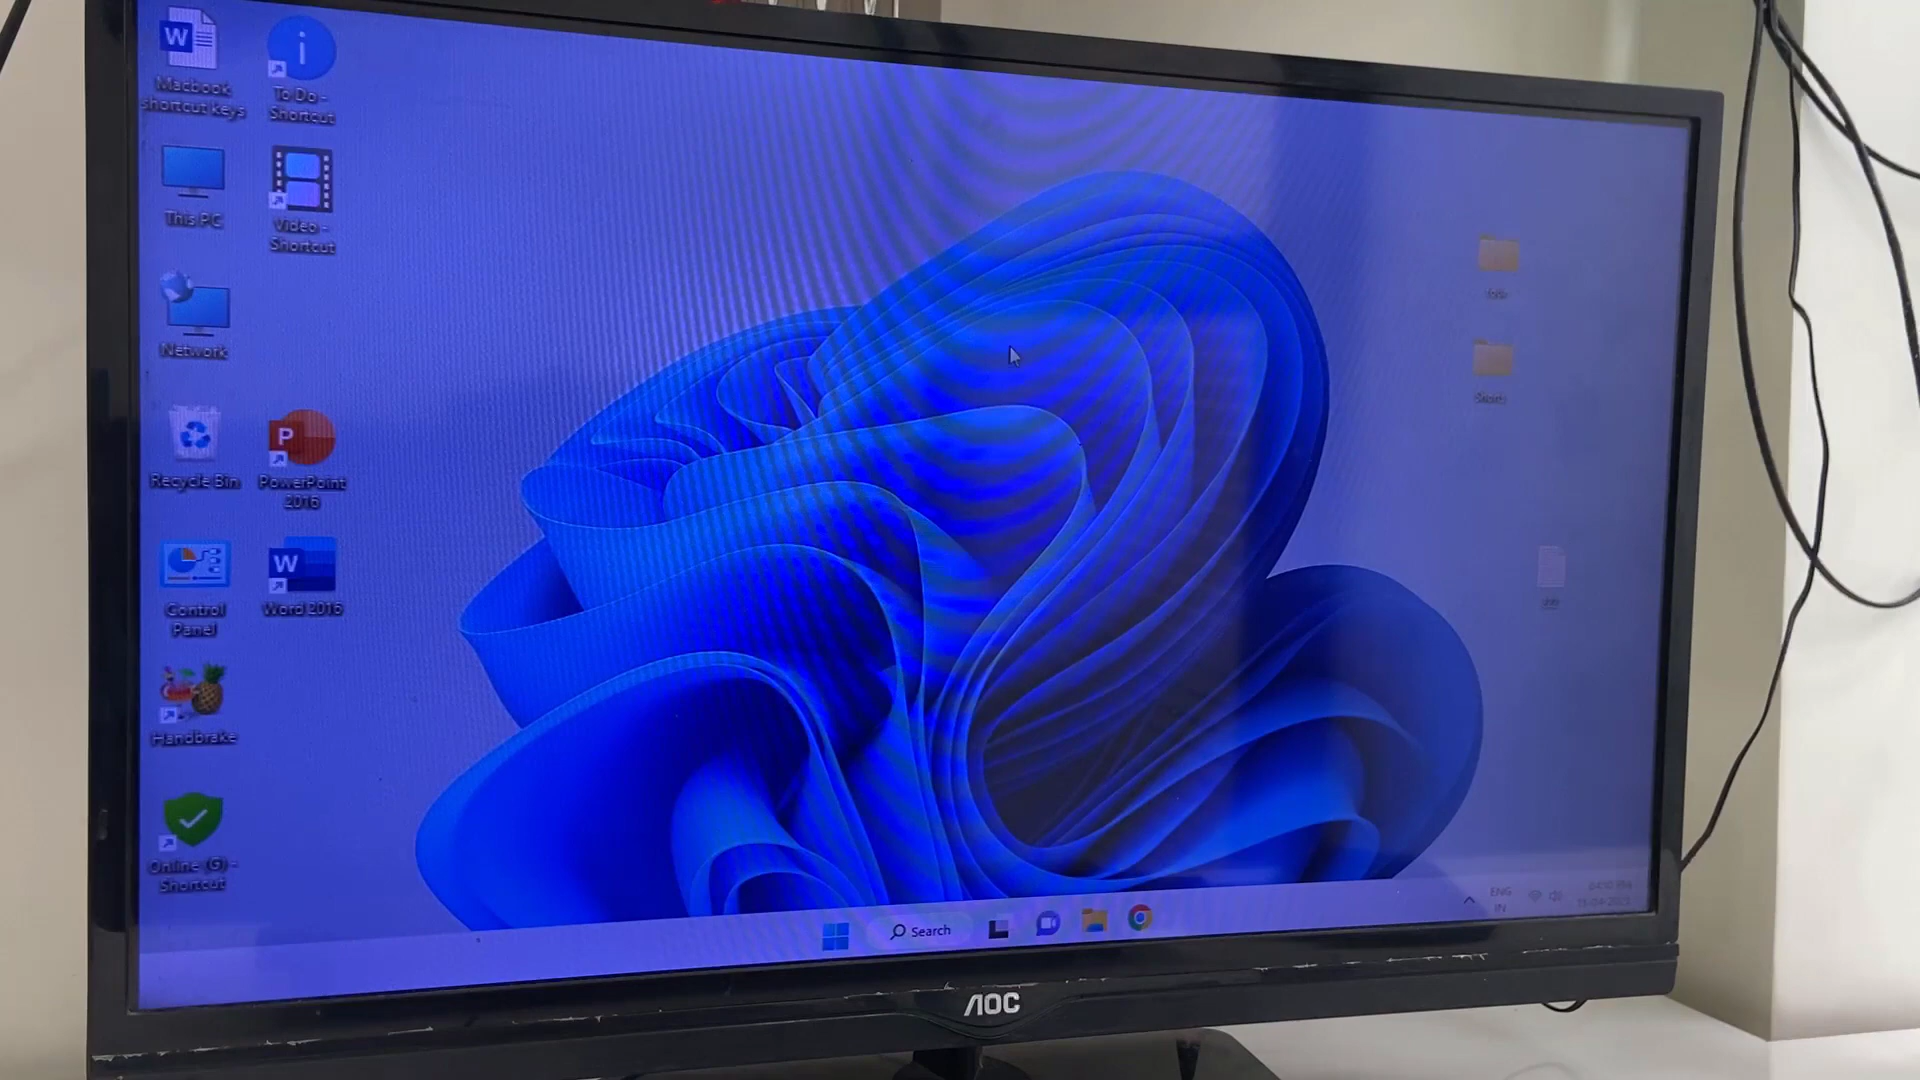 Macbook
shortcut keys
To Do -
Shortcut
This PC
Video -
Shortcut
Network
Recycle Bin
PowerPoint
2016
Control
Panel
Word 2016
Handbrake
Online (G) -
Shortcut
Search
ENG
IN
AOC